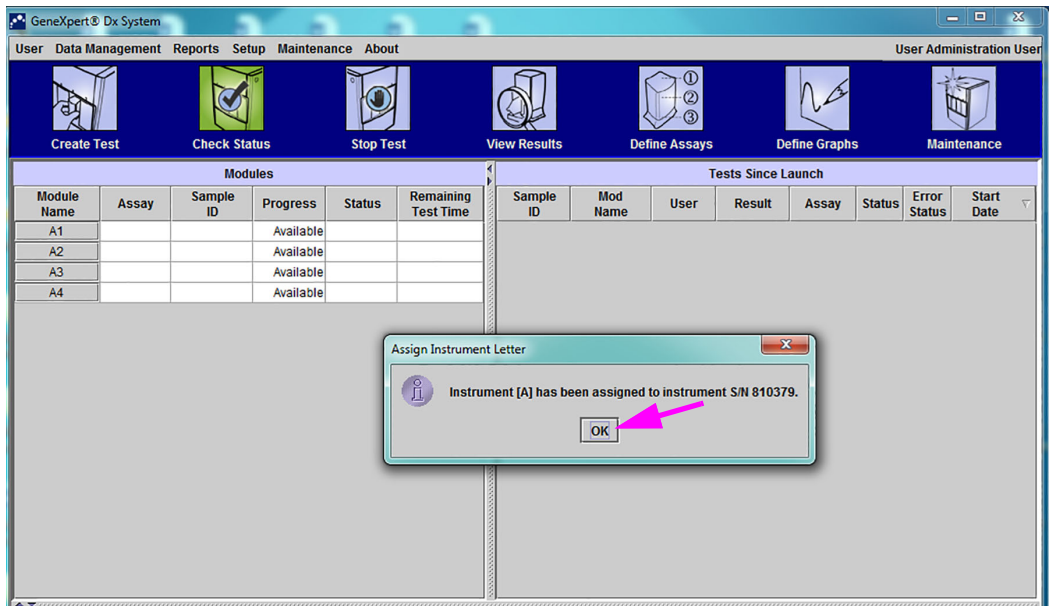 GeneXpert® Dx System
User Data Management Reports Setup Maintenance About User Administration User
① ② ③
Create Test Check Status Stop Test View Results Define Assays Define Graphs Maintenance
Modules Tests Since Launch
Module Name Assay Sample ID Progress Status Remaining Test Time Sample ID Mod Name User Result Assay Status Error Status Start Date
A1 Available
A2 Available
A3 Available
A4 Available
Assign Instrument Letter
Instrument [A] has been assigned to instrument S/N 810379.
OK